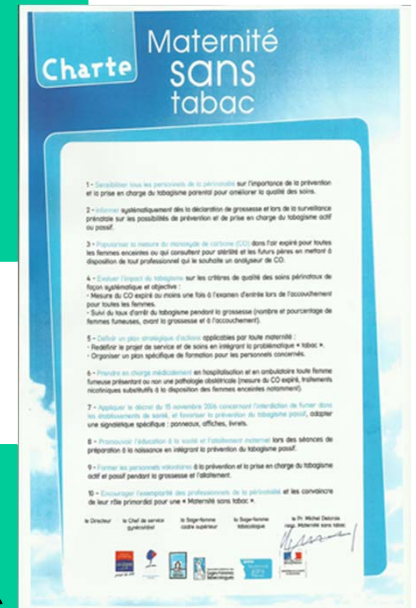 Charte
Maternité
sans
tabac
1 - Sensibiliser tous les personnels de la périnatalité sur l'importance de la prévention
et la prise en charge du tabagisme parental pour améliorer la qualité des soins.
2 - Informer systématiquement dès la déclaration de grossesse et lors de la surveillance
prénatale sur les possibilités de prévention et de prise en charge du tabagisme actif
ou passif.
3 - Populariser la mesure du monoxyde de carbone (CO) dans l'air expiré pour toutes
les femmes enceintes ou qui consultent pour stérilité et les futurs pères en mettant à
disposition de tout professionnel qui le souhaite un analyseur de CO.
4 - Evaluer l'impact du tabagisme sur les critères de qualité des soins périnataux de
façon systématique et objective :
- Mesure du CO expiré au moins une fois à l'examen d'entrée lors de l'accouchement
pour toutes les femmes.
- Suivi du taux d'arrêt du tabagisme pendant la grossesse (nombre et pourcentage de
femmes fumeuses, avant la grossesse et à l'accouchement).
5 - Définir un plan stratégique d'actions applicables par toute maternité :
- Redéfinir le projet de service et de soins en intégrant la problématique « tabac ».
- Organiser un plan spécifique de formation pour les personnels concernés.
6 - Prendre en charge médicalement en hospitalisation et en ambulatoire toute femme
fumeuse présentant ou non une pathologie obstétricale (mesure du CO expiré, traitements
nicotiniques substitutifs à la disposition des femmes enceintes notamment).
7 - Appliquer le décret du 15 novembre 2006 concernant l'interdiction de fumer dans
les établissements de santé, et favoriser la prévention du tabagisme passif, adapter
une signalétique spécifique : panneaux, affiches, livrets.
8 - Promouvoir l'éducation à la santé et l'allaitement maternel lors des séances de
préparation à la naissance en intégrant la prévention du tabagisme passif.
9 - Former les personnels volontaires à la prévention et la prise en charge du tabagisme
actif et passif pendant la grossesse et l'allaitement.
10 - Encourager l'exemplarité des professionnels de la périnatalité et les convaincre
de leur rôle primordial pour une « Maternité sans tabac ».
le Directeur le Chef de service la Sage-femme la Sage-femme le Pr. Michel Delcroix
cadre supérieur tabacologue Maternité sans tabac